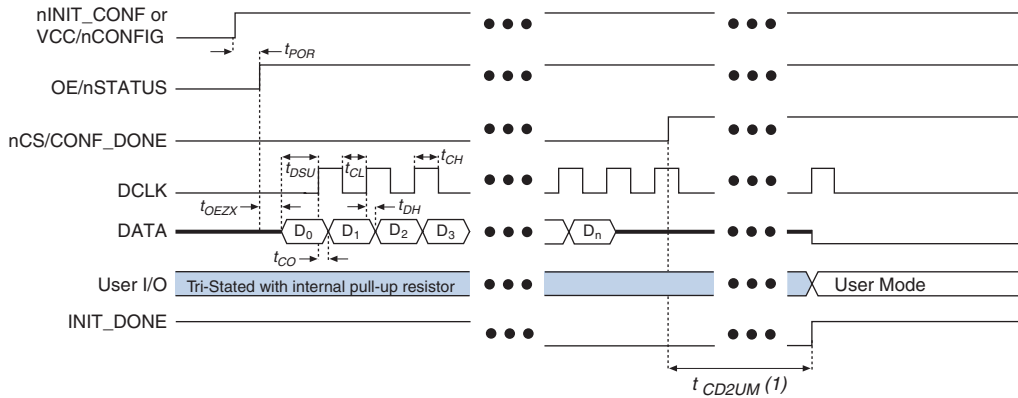 nINIT_CONF or
VCC/nCONFIG
tPOR
OE/nSTATUS
nCS/CONF_DONE
tDSU
tCL
tCH
DCLK
tOEZX
tDH
DATA
D0
D1
D2
D3
Dn
tCO
User I/O
Tri-Stated with internal pull-up resistor
User Mode
INIT_DONE
t CD2UM (1)